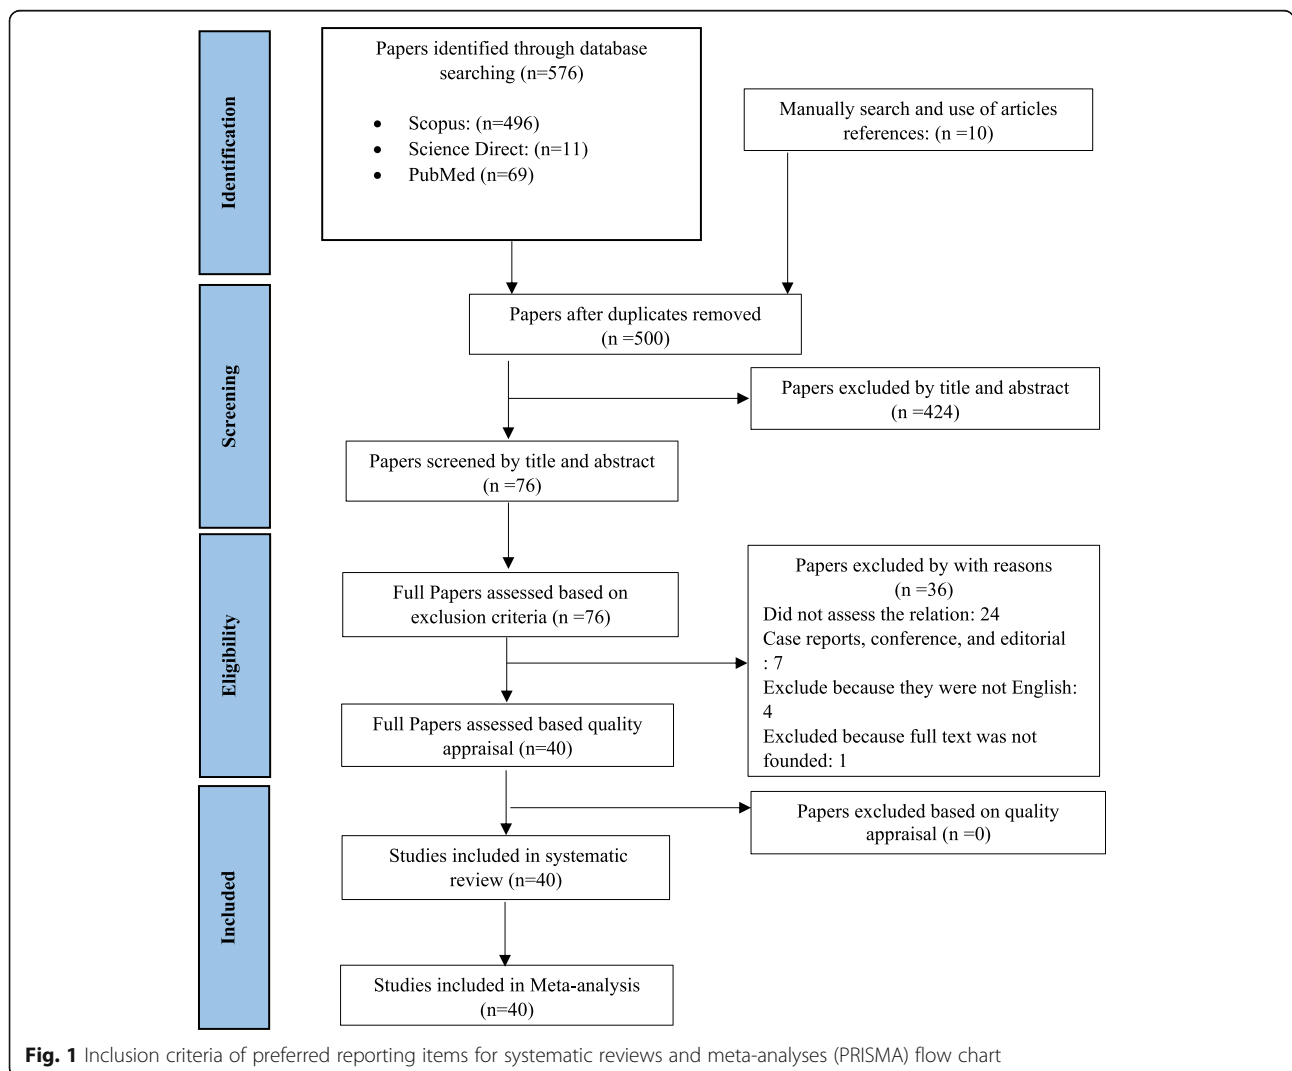 Identification
Papers identified through database
searching (n=576)
• Scopus: (n=496)
• Science Direct: (n=11)
• PubMed (n=69)
Manually search and use of articles
references: (n =10)
Screening
Papers after duplicates removed
(n =500)
Papers excluded by title and abstract
(n =424)
Papers screened by title and abstract
(n =76)
Eligibility
Full Papers assessed based on
exclusion criteria (n =76)
Papers excluded by with reasons
(n =36)
Did not assess the relation: 24
Case reports, conference, and editorial
: 7
Exclude because they were not English:
4
Excluded because full text was not
founded: 1
Full Papers assessed based quality
appraisal (n=40)
Included
Papers excluded based on quality
appraisal (n =0)
Studies included in systematic
review (n=40)
Studies included in Meta-analysis
(n=40)
Fig. 1 Inclusion criteria of preferred reporting items for systematic reviews and meta-analyses (PRISMA) flow chart